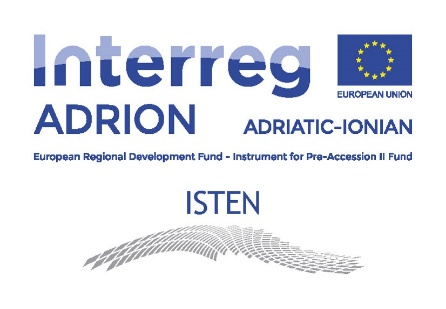 Interreg
EUROPEAN UNION
ADRION ADRIATIC-IONIAN
European Regional Development Fund - Instrument for Pre-Accession II Fund
ISTEN